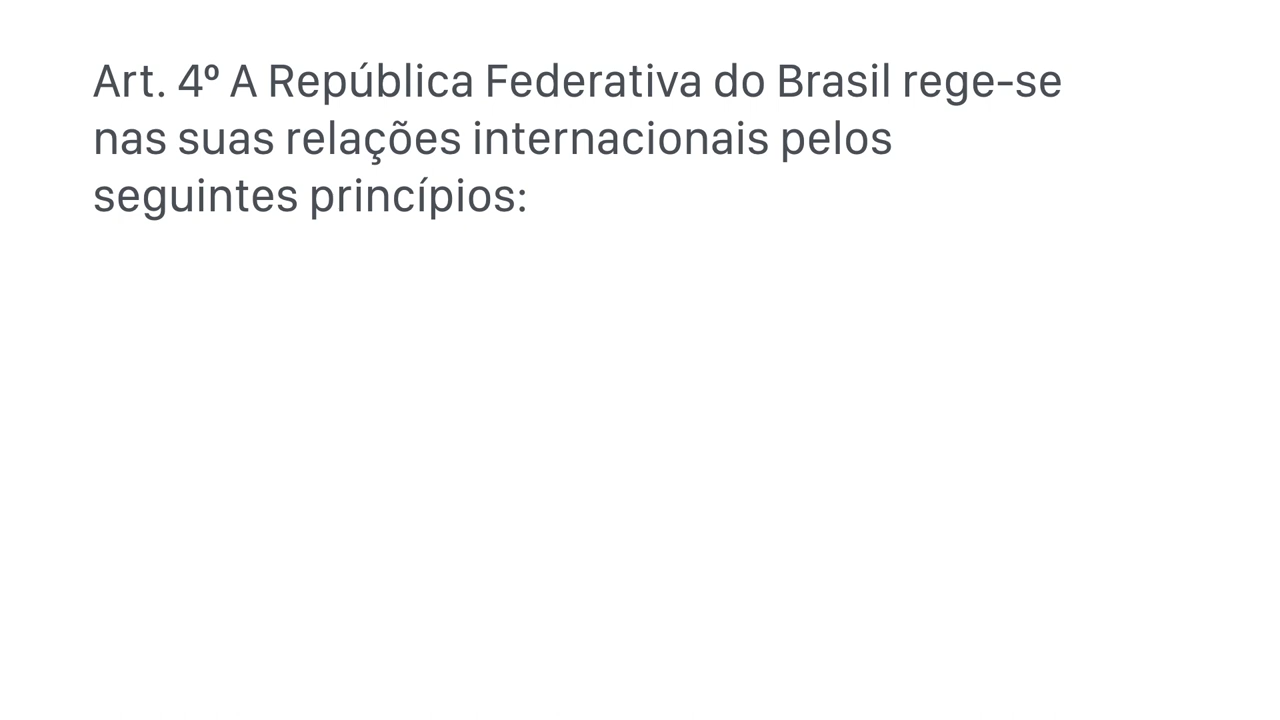 Art. 4º A República Federativa do Brasil rege-se
nas suas relações internacionais pelos
seguintes princípios: